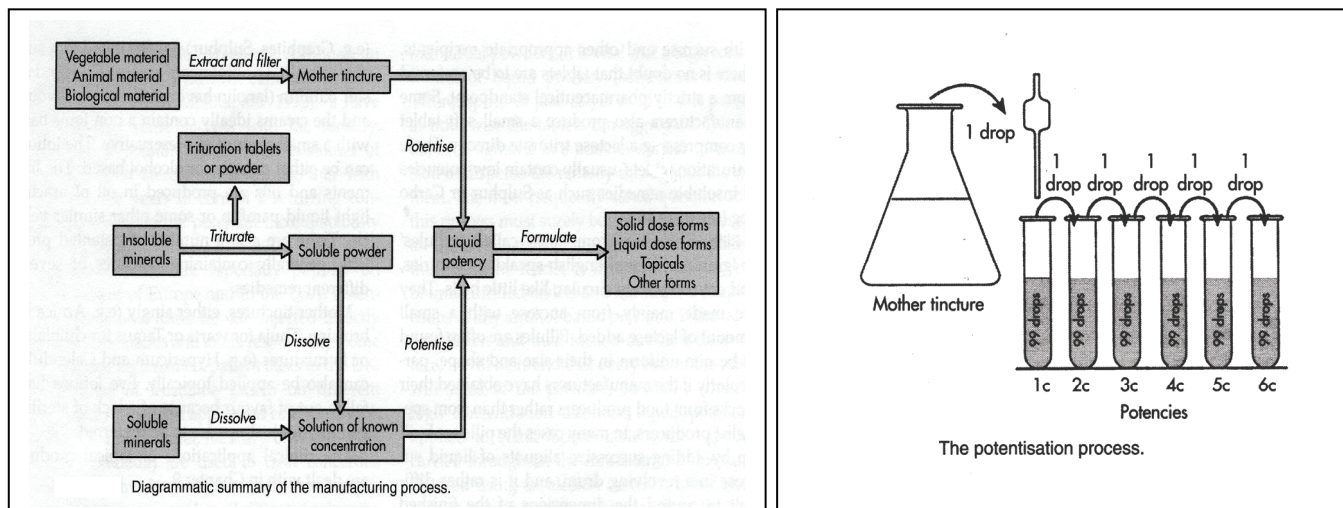 Vegetable material
Animal material
Biological material
Extract and filter
Mother tincture
Trituration tablets
or powder
Potentise
Insoluble
minerals
Triturate
Soluble powder
Liquid
potency
Formulate
Solid dose forms
Liquid dose forms
Topicals
Other forms
Dissolve
Potentise
Soluble
minerals
Dissolve
Solution of known
concentration
Diagrammatic summary of the manufacturing process.
1 drop
1
drop
1
drop
1
drop
1
drop
1
drop
Mother tincture
99 drops
99 drops
99 drops
99 drops
99 drops
99 drops
1c
2c
3c
4c
5c
6c
Potencies
The potentisation process.